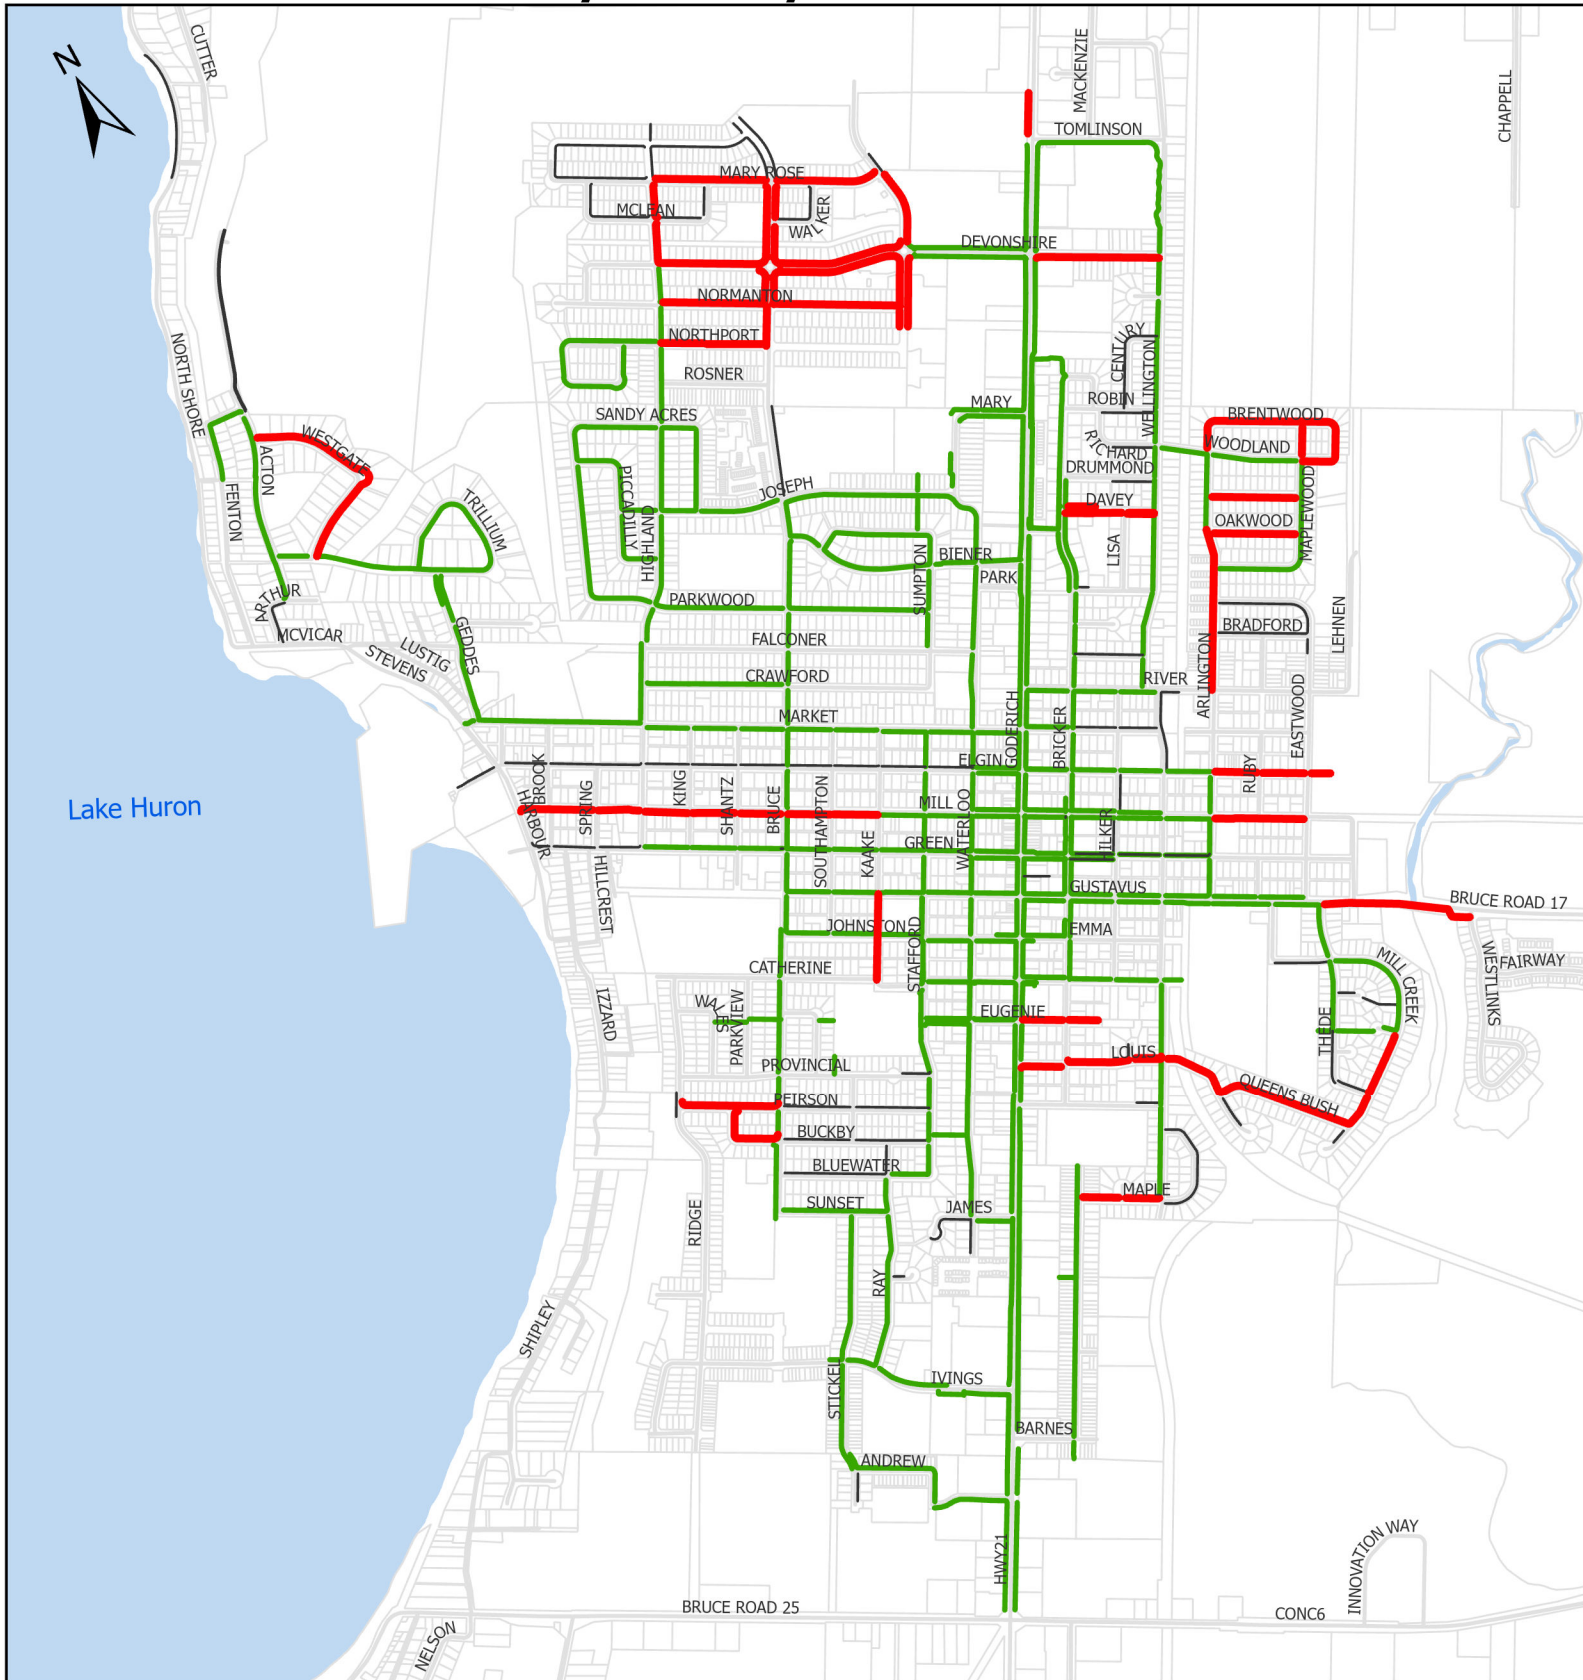 N
CUTTER
MACKENZIE
CHAPPELL
TOMLINSON
MARY ROSE
MCLEAN
WALKER
DEVONSHIRE
NORMANTON
NORTHPORT
CENTURY
WELLINGTON
NORTH SHORE
ROSNER
ROBIN
MARY
SANDY ACRES
BRENTWOOD
WOODLAND
WESTGATE
ACTON
RICHARD
DRUMMOND
PICCADILLY
JOSEPH
DAVEY
MAPLEWOOD
FENTON
TRILLIUM
HIGHLAND
OAKWOOD
LISA
BIENER
SUMPTON
PARK
ARTHUR
PARKWOOD
MCVICAR
GEDDES
FALCONER
BRADFORD
LEHNEN
LUSTIG
STEVENS
CRAWFORD
RIVER
ARLINGTON
MARKET
GODERICH
BRICKER
EASTWOOD
ELGIN
BROOK
KING
RUBY
Lake Huron
HARBOUR
SPRING
SHANTZ
BRUCE
SOUTHAMPTON
MILL
WATERLOO
HILKER
GREEN
KAAKE
HILLCREST
GUSTAVUS
BRUCE ROAD 17
JOHNSTON
STAFFORD
EMMA
CATHERINE
MILL CREEK
WESTLINKS
FAIRWAY
WALES
PARKVIEW
IZZARD
EUGENIE
THEDE
LOUIS
PROVINCIAL
QUEENS BUSH
PEIRSON
BUCKBY
BLUEWATER
MAPLE
SUNSET
JAMES
RIDGE
RAY
SHIPLEY
STICKEL
IVINGS
BARNES
ANDREW
HWY21
INNOVATION WAY
BRUCE ROAD 25
CONC6
NELSON